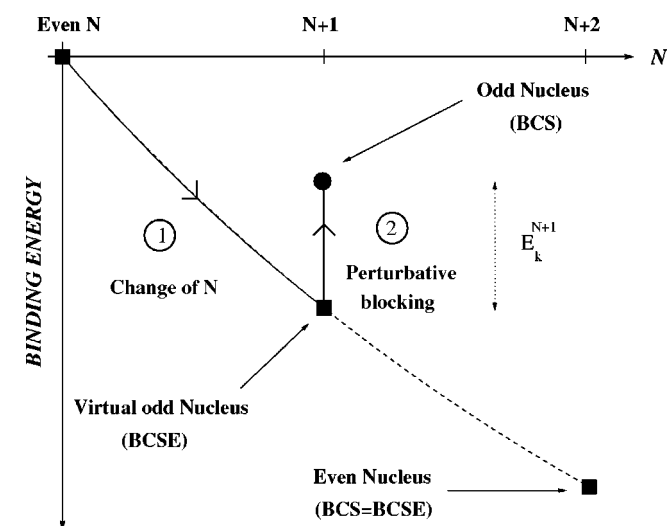 Even N
N+1
N+2
N
Odd Nucleus
(BCS)
BINDING ENERGY
1
Change of N
2
Perturbative
blocking
E_k^{N+1}
Virtual odd Nucleus
(BCSE)
Even Nucleus
(BCS=BCSE)